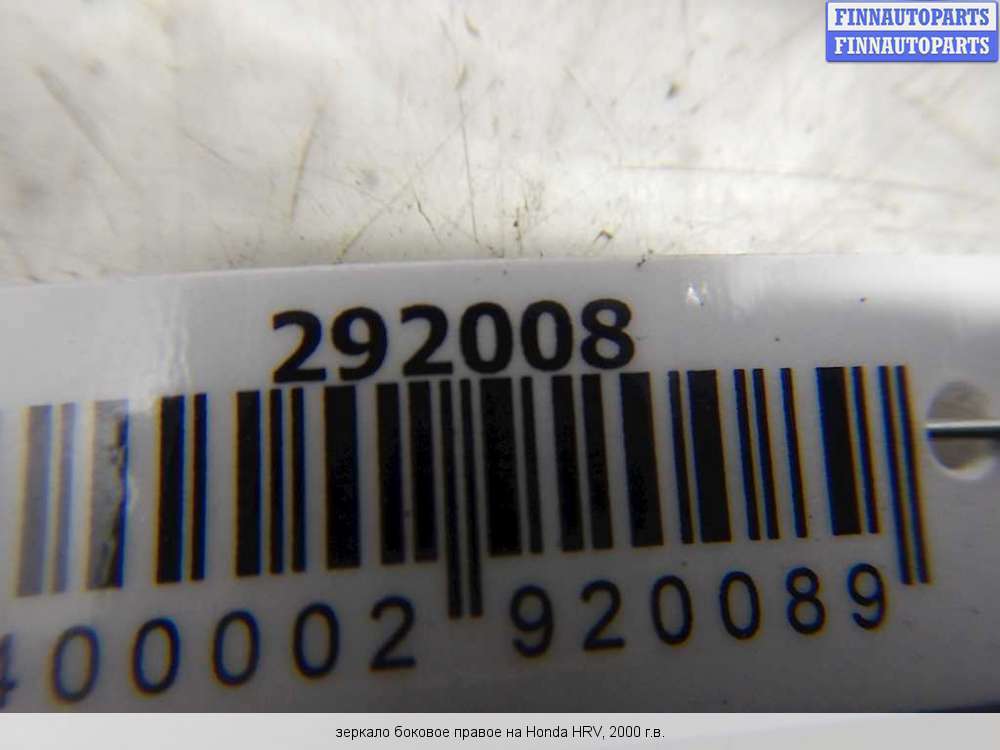 FINNAUTOPARTS
FINNAUTOPARTS
292008
400002 920089
зеркало боковое правое на Honda HRV, 2000 г.в.